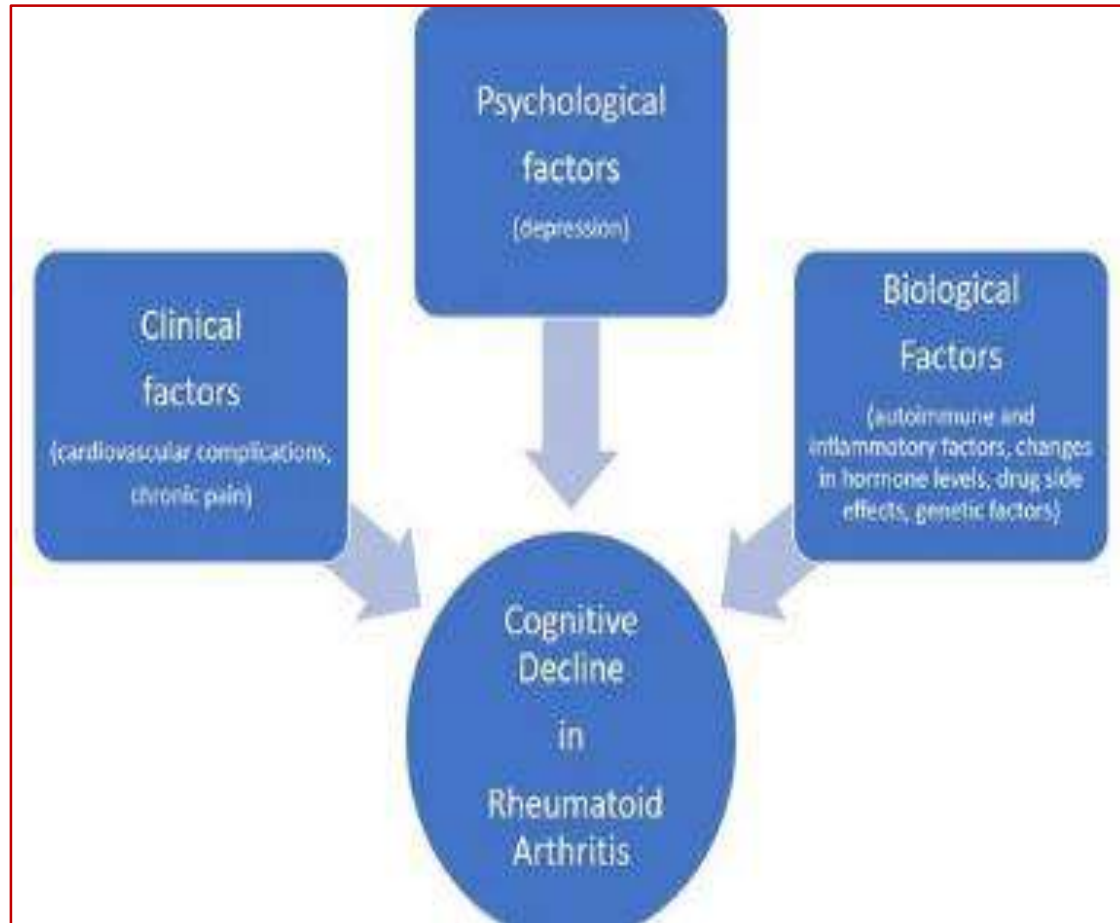 Psychological
factors
(depression)
Clinical
factors
(cardiovascular complications,
chronic pain)
Biological
Factors
(autoimmune and
inflammatory factors, changes
in hormone levels, drug side
effects, genetic factors)
Cognitive
Decline
in
Rheumatoid
Arthritis